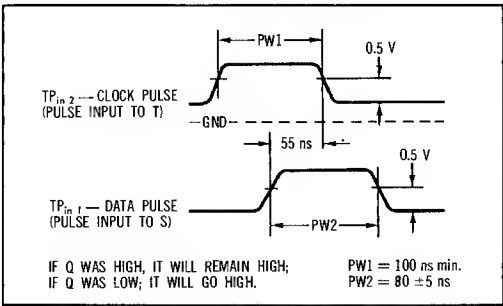 PW1
0.5 V
TPin 2 — CLOCK PULSE
(PULSE INPUT TO T)
GND
55 ns
0.5 V
TPin 1 — DATA PULSE
(PULSE INPUT TO S)
PW2
IF Q WAS HIGH, IT WILL REMAIN HIGH;
IF Q WAS LOW; IT WILL GO HIGH.
PW1 = 100 ns min.
PW2 = 80 ±5 ns